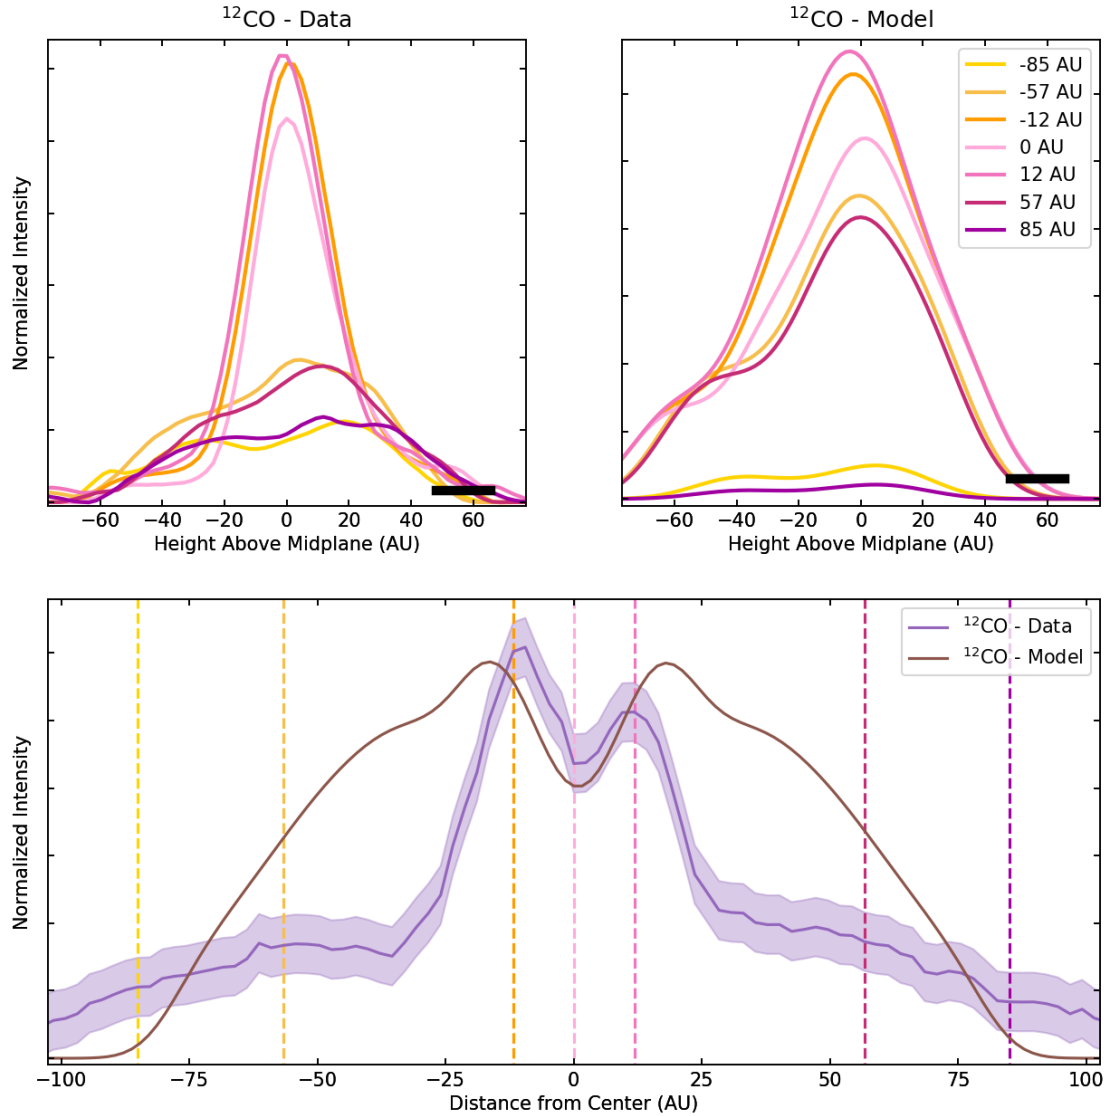 ¹²CO - Data
¹²CO - Model
Normalized Intensity
-85 AU
-57 AU
-12 AU
0 AU
12 AU
57 AU
85 AU
−60 −40 −20 0 20 40 60
−60 −40 −20 0 20 40 60
Height Above Midplane (AU)
Height Above Midplane (AU)
Normalized Intensity
¹²CO - Data
¹²CO - Model
−100 −75 −50 −25 0 25 50 75 100
Distance from Center (AU)